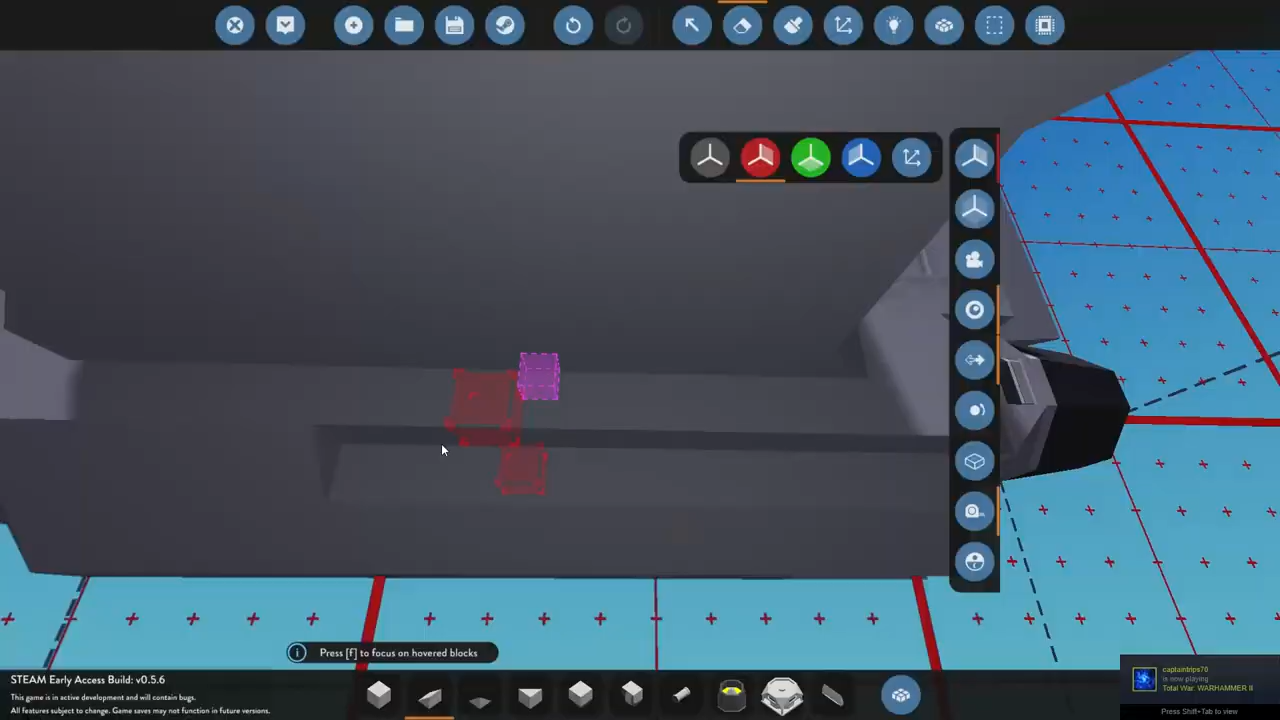 Press [f] to focus on hovered blocks
STEAM Early Access Build: v0.5.6
This game is in active development and will contain bugs.
All features subject to change. Game saves may not function in future versions.
captaintrips70
is now playing
Total War: WARHAMMER II
Press Shift+Tab to view